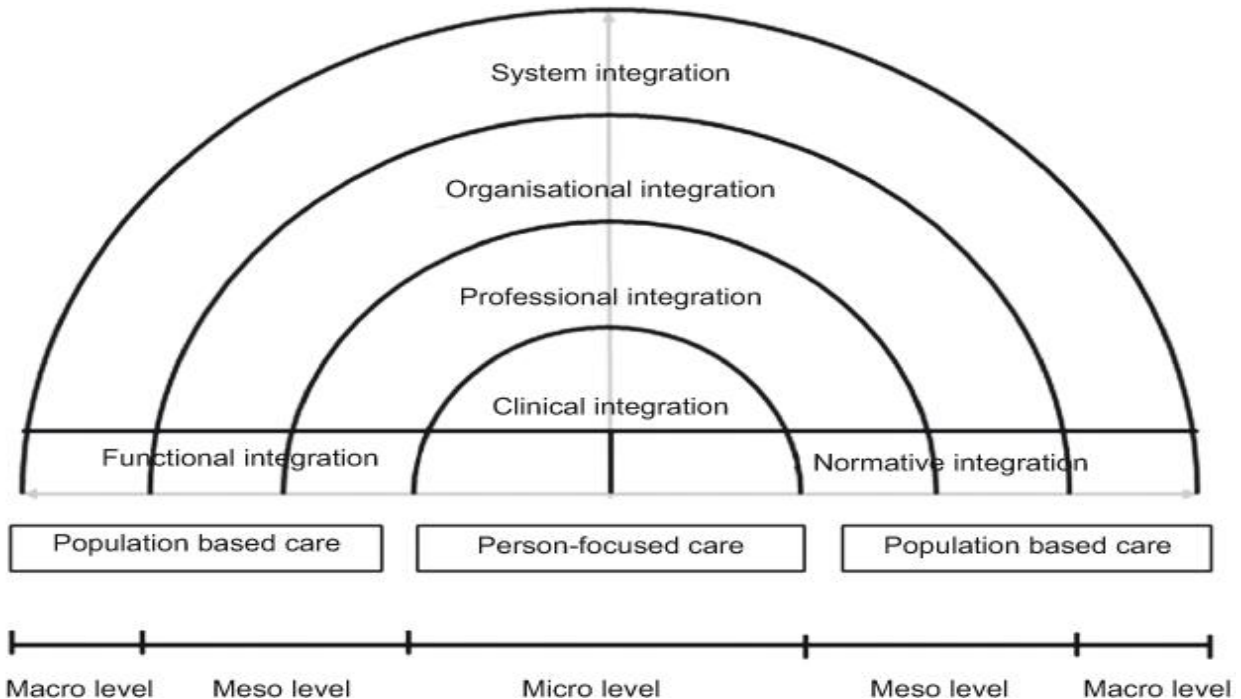 System integration
Organisational integration
Professional integration
Clinical integration
Functional integration
Normative integration
Population based care
Person-focused care
Population based care
Macro level
Meso level
Micro level
Meso level
Macro level